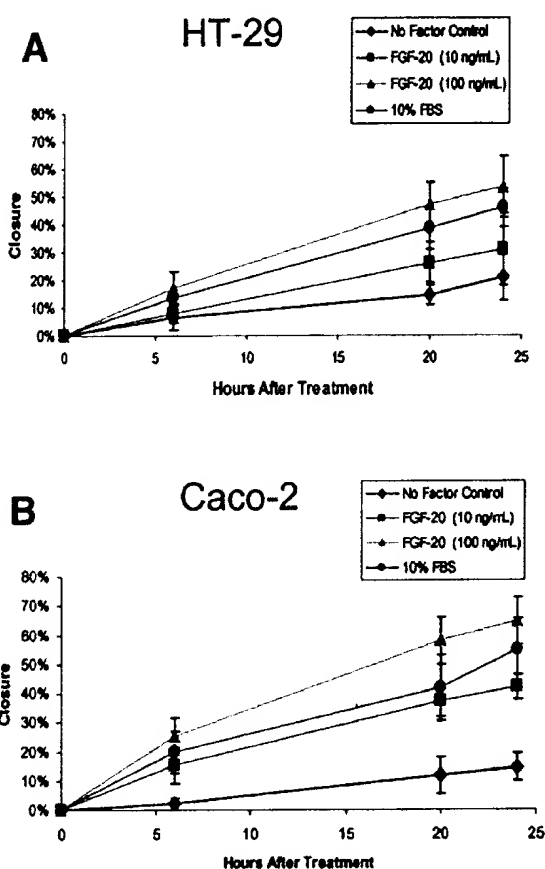 A
HT-29
No Factor Control
FGF-20 (10 ng/mL)
FGF-20 (100 ng/mL)
10% FBS
80%
70%
60%
50%
40%
30%
20%
10%
0%
Closure
0 5 10 15 20 25
Hours After Treatment
B
Caco-2
No Factor Control
FGF-20 (10 ng/mL)
FGF-20 (100 ng/mL)
10% FBS
80%
70%
60%
50%
40%
30%
20%
10%
0%
Closure
0 5 10 15 20 25
Hours After Treatment